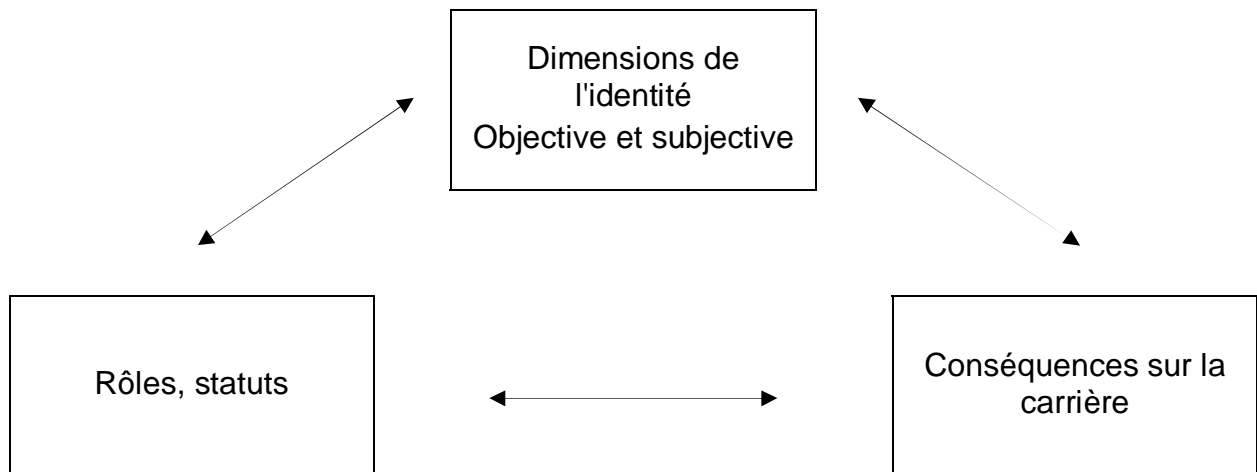 Dimensions de
l'identité
Objective et subjective
Rôles, statuts
Conséquences sur la
carrière